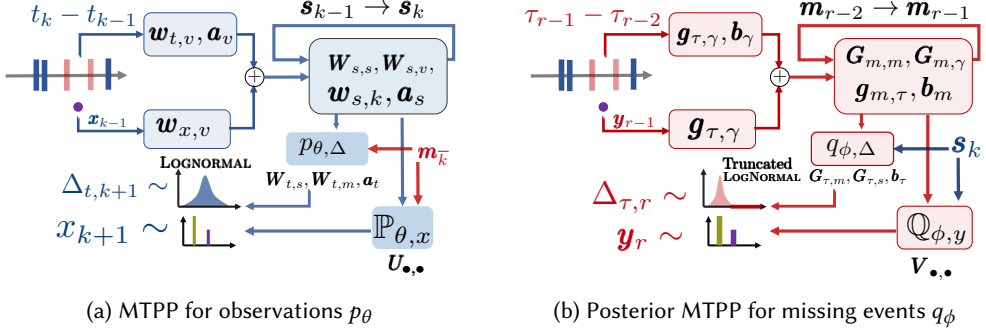 t_k − t_{k−1}
w_{t,v}, a_v
s_{k−1} → s_k
W_{s,s}, W_{s,v},
w_{s,k}, a_s
x_{k−1}
w_{x,v}
p_{θ,Δ}
m_{\overline{k}}
LOGNORMAL
W_{t,s}, W_{t,m}, a_t
Δ_{t,k+1} ∼
x_{k+1} ∼
ℙ_{θ,x}
U_{•,•}
(a) MTPP for observations p_θ
τ_{r−1} − τ_{r−2}
g_{τ,γ}, b_γ
m_{r−2} → m_{r−1}
G_{m,m}, G_{m,γ}
g_{m,τ}, b_m
y_{r−1}
g_{τ,γ}
q_{ϕ,Δ}
s_k
Truncated
LOGNORMAL
G_{τ,m}, G_{τ,s}, b_τ
Δ_{τ,r} ∼
y_r ∼
ℚ_{ϕ,y}
V_{•,•}
(b) Posterior MTPP for missing events q_ϕ